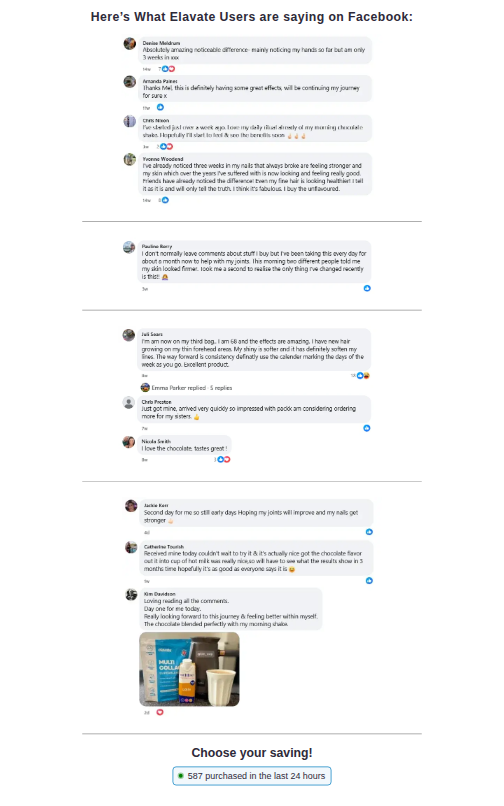 Here's What Elavate Users are saying on Facebook:
Denise Meldrum
Absolutely amazing noticeable difference- mainly noticing my hands so far but am only
3 weeks in xxx
14w
Amanda Paines
Thanks Mel, this is definitely having some great effects, will be continuing my journey
for sure x
11w
Chris Nixon
I've started just over a week ago. Love my daily ritual already of my morning chocolate
shake. Hopefully I'll start to feel & see the benefits soon
3w
Yvonne Woodend
I've already noticed three weeks in my nails that always broke are feeling stronger and
my skin which over the years I've suffered with is now looking and feeling really good.
Friends have already noticed the difference! Even my fine hair is looking healthier! I tell
it as it is and will only tell the truth. I think it's fabulous. I buy the unflavoured.
14w
Pauline Berry
I don't normally leave comments about stuff I buy but I've been taking this every day for
about a month now to help with my joints. This morning two different people told me
my skin looked firmer. Took me a second to realise the only thing I've changed recently
is this!!
3w
Juli Sears
I'm am now on my third bag.. I am 68 and the effects are amazing. I have new hair
growing on my thin forehead areas. My shiny is softer and it has definitely soften my
lines. The way forward is consistency definatly use the calender marking the days of the
week as you go. Excellent product.
Emma Parker replied · 5 replies
Chris Preston
Just got mine, arrived very quickly so impressed with packk am considering ordering
more for my sisters.
7w
Nicola Smith
I love the chocolate, tastes great !
8w
Jackie Kerr
Second day for me so still early days Hoping my joints will improve and my nails get
stronger
Catherine Tourish
Received mine today couldn't wait to try it & it's actually nice got the chocolate flavor
out it into cup of hot milk was really nice,so will have to see what the results show in 3
months time hopefully it's as good as everyone says it is
Kim Davidson
Loving reading all the comments.
Day one for me today.
Really looking forward to this journey & feeling better within myself.
The chocolate blended perfectly with my morning shake.
MULTI
Choose your saving!
587 purchased in the last 24 hours